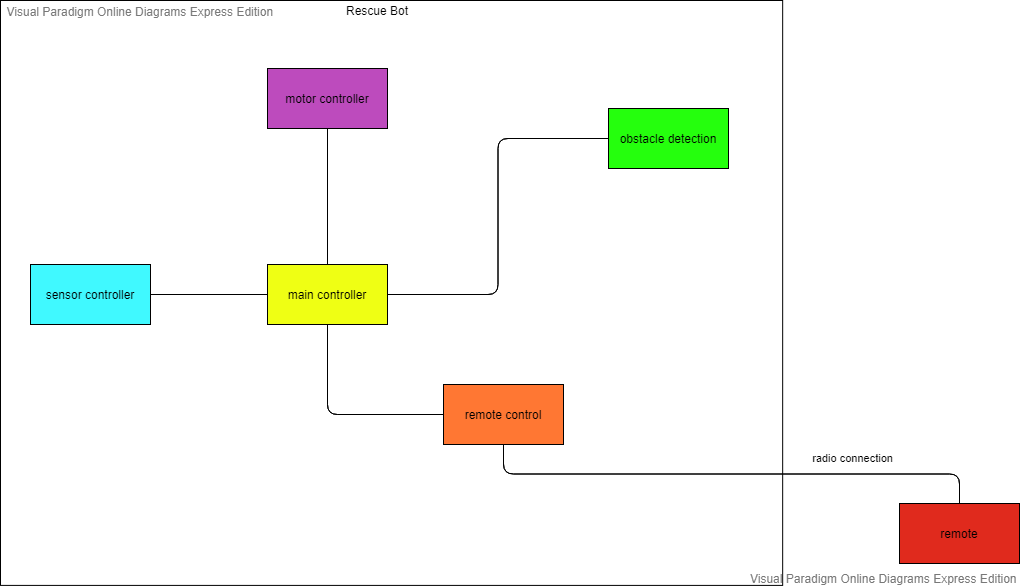 Visual Paradigm Online Diagrams Express Edition
Rescue Bot
motor controller
obstacle detection
sensor controller
main controller
remote control
radio connection
remote
Visual Paradigm Online Diagrams Express Edition